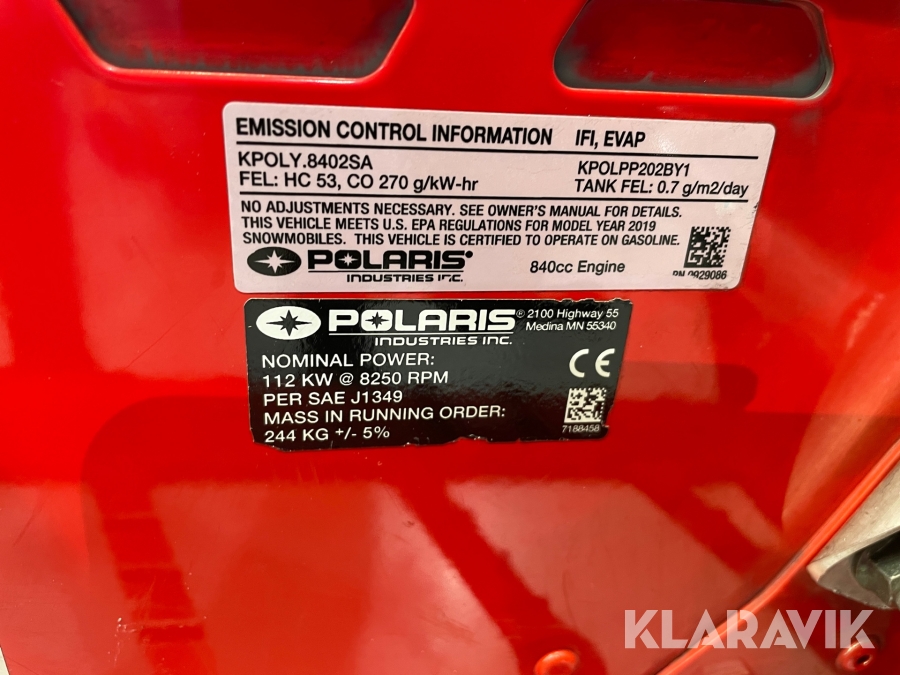 EMISSION CONTROL INFORMATION IFI, EVAP
KPOLY.8402SA KPOLPP202BY1
FEL: HC 53, CO 270 g/kW-hr TANK FEL: 0.7 g/m2/day
NO ADJUSTMENTS NECESSARY. SEE OWNER'S MANUAL FOR DETAILS.
THIS VEHICLE MEETS U.S. EPA REGULATIONS FOR MODEL YEAR 2019
SNOWMOBILES. THIS VEHICLE IS CERTIFIED TO OPERATE ON GASOLINE.
POLARIS®
INDUSTRIES INC.
840cc Engine
PN 9929086
POLARIS ®
INDUSTRIES INC.
2100 Highway 55
Medina MN 55340
NOMINAL POWER:
112 KW @ 8250 RPM
PER SAE J1349
MASS IN RUNNING ORDER:
244 KG +/- 5%
CE
7188458
KLARAVIK